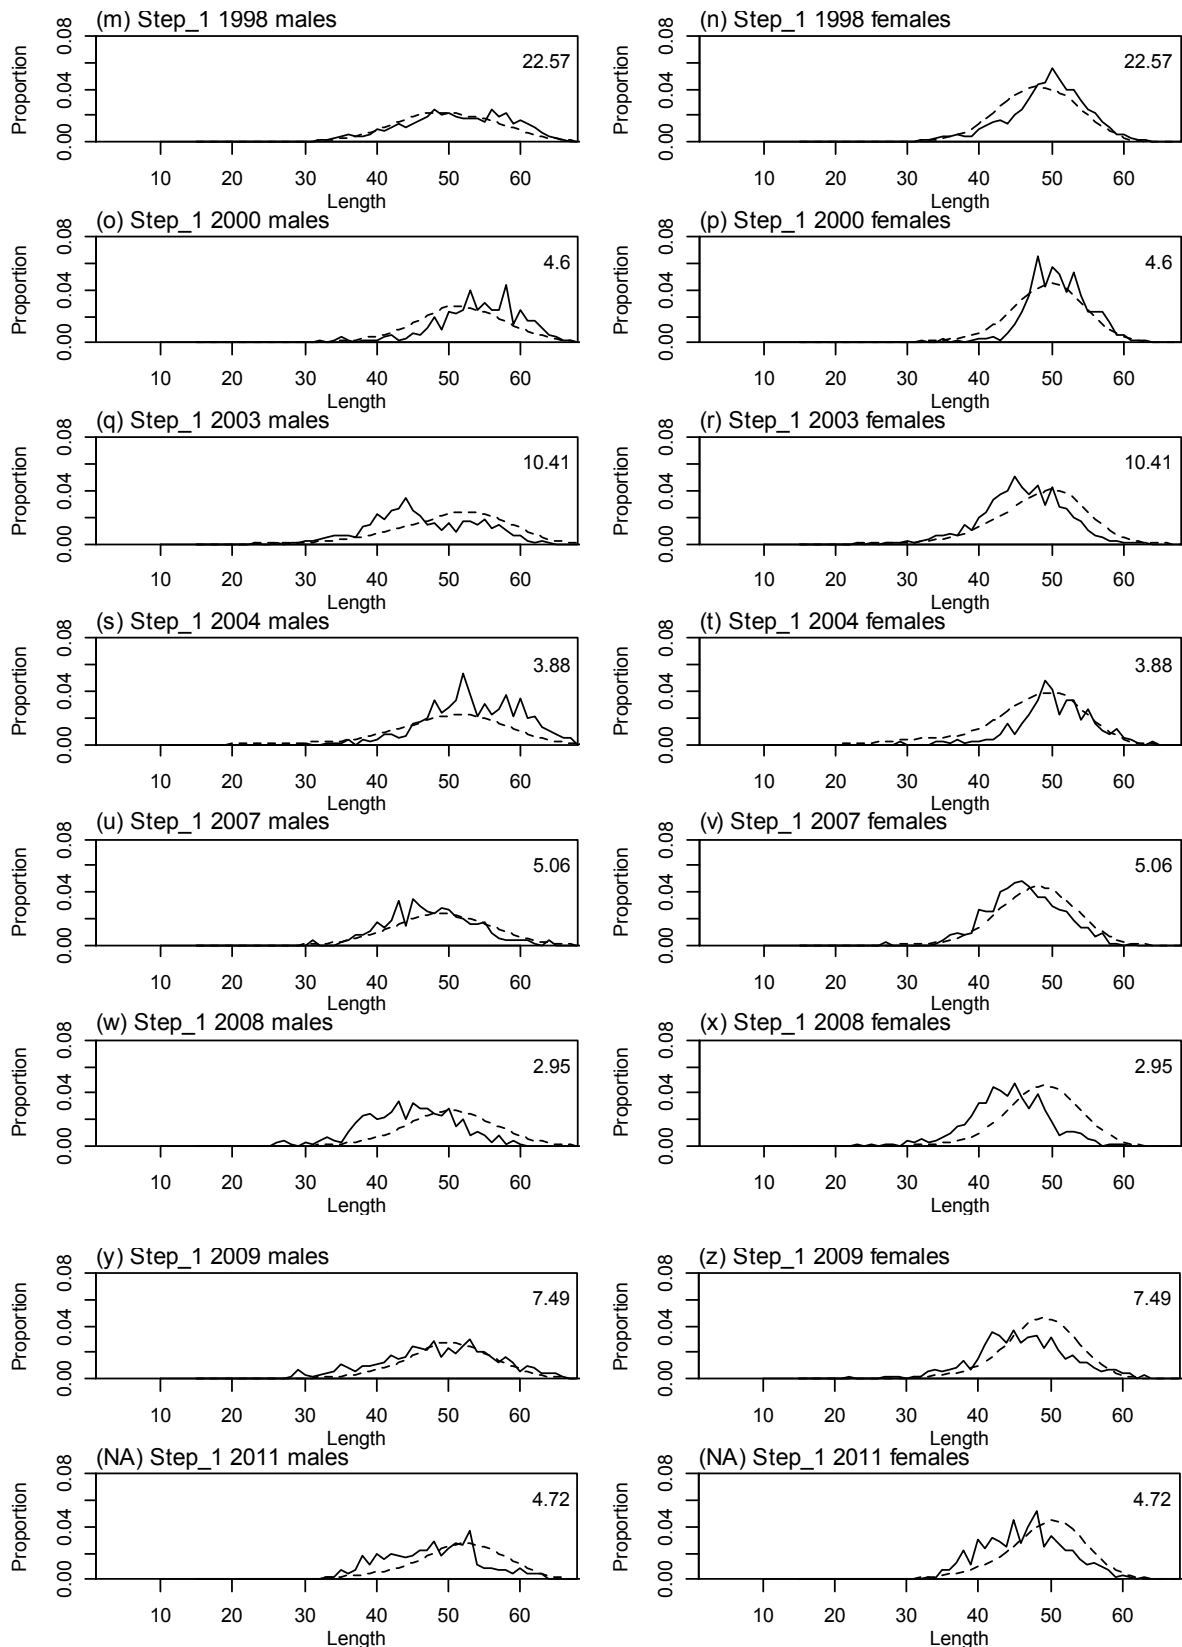 (m) Step_1 1998 males
Proportion
0.00 0.04 0.08
22.57
10 20 30 40 50 60
Length
(n) Step_1 1998 females
Proportion
0.00 0.04 0.08
22.57
10 20 30 40 50 60
Length
(o) Step_1 2000 males
Proportion
0.00 0.04 0.08
4.6
10 20 30 40 50 60
Length
(p) Step_1 2000 females
Proportion
0.00 0.04 0.08
4.6
10 20 30 40 50 60
Length
(q) Step_1 2003 males
Proportion
0.00 0.04 0.08
10.41
10 20 30 40 50 60
Length
(r) Step_1 2003 females
Proportion
0.00 0.04 0.08
10.41
10 20 30 40 50 60
Length
(s) Step_1 2004 males
Proportion
0.00 0.04 0.08
3.88
10 20 30 40 50 60
Length
(t) Step_1 2004 females
Proportion
0.00 0.04 0.08
3.88
10 20 30 40 50 60
Length
(u) Step_1 2007 males
Proportion
0.00 0.04 0.08
5.06
10 20 30 40 50 60
Length
(v) Step_1 2007 females
Proportion
0.00 0.04 0.08
5.06
10 20 30 40 50 60
Length
(w) Step_1 2008 males
Proportion
0.00 0.04 0.08
2.95
10 20 30 40 50 60
Length
(x) Step_1 2008 females
Proportion
0.00 0.04 0.08
2.95
10 20 30 40 50 60
Length
(y) Step_1 2009 males
Proportion
0.00 0.04 0.08
7.49
10 20 30 40 50 60
Length
(z) Step_1 2009 females
Proportion
0.00 0.04 0.08
7.49
10 20 30 40 50 60
Length
(NA) Step_1 2011 males
Proportion
0.00 0.04 0.08
4.72
10 20 30 40 50 60
Length
(NA) Step_1 2011 females
Proportion
0.00 0.04 0.08
4.72
10 20 30 40 50 60
Length